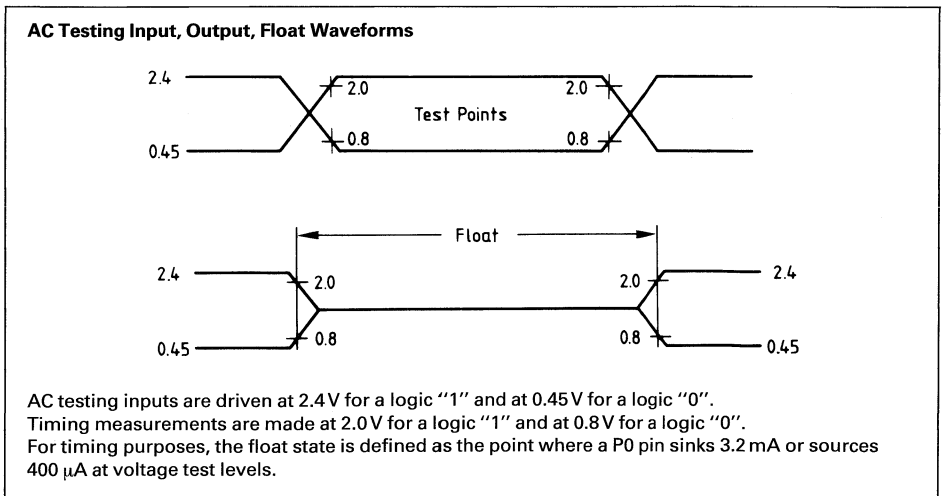 AC Testing Input, Output, Float Waveforms
2.4
2.0
2.0
Test Points
0.8
0.8
0.45
Float
2.4
2.0
2.0
2.4
0.8
0.8
0.45
0.45
AC testing inputs are driven at 2.4 V for a logic "1" and at 0.45 V for a logic "0".
Timing measurements are made at 2.0 V for a logic "1" and at 0.8 V for a logic "0".
For timing purposes, the float state is defined as the point where a P0 pin sinks 3.2 mA or sources
400 µA at voltage test levels.